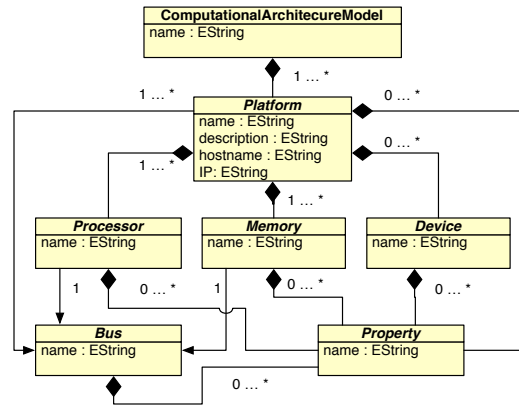 ComputationalArchitecureModel
name : EString
1 ... *
1 ... *
0 ... *
Platform
name : EString
description : EString
hostname : EString
IP: EString
1 ... *
0 ... *
1 ... *
Processor
name : EString
Memory
name : EString
Device
name : EString
1
0 ... *
1
0 ... *
0 ... *
Bus
name : EString
Property
name : EString
0 ... *